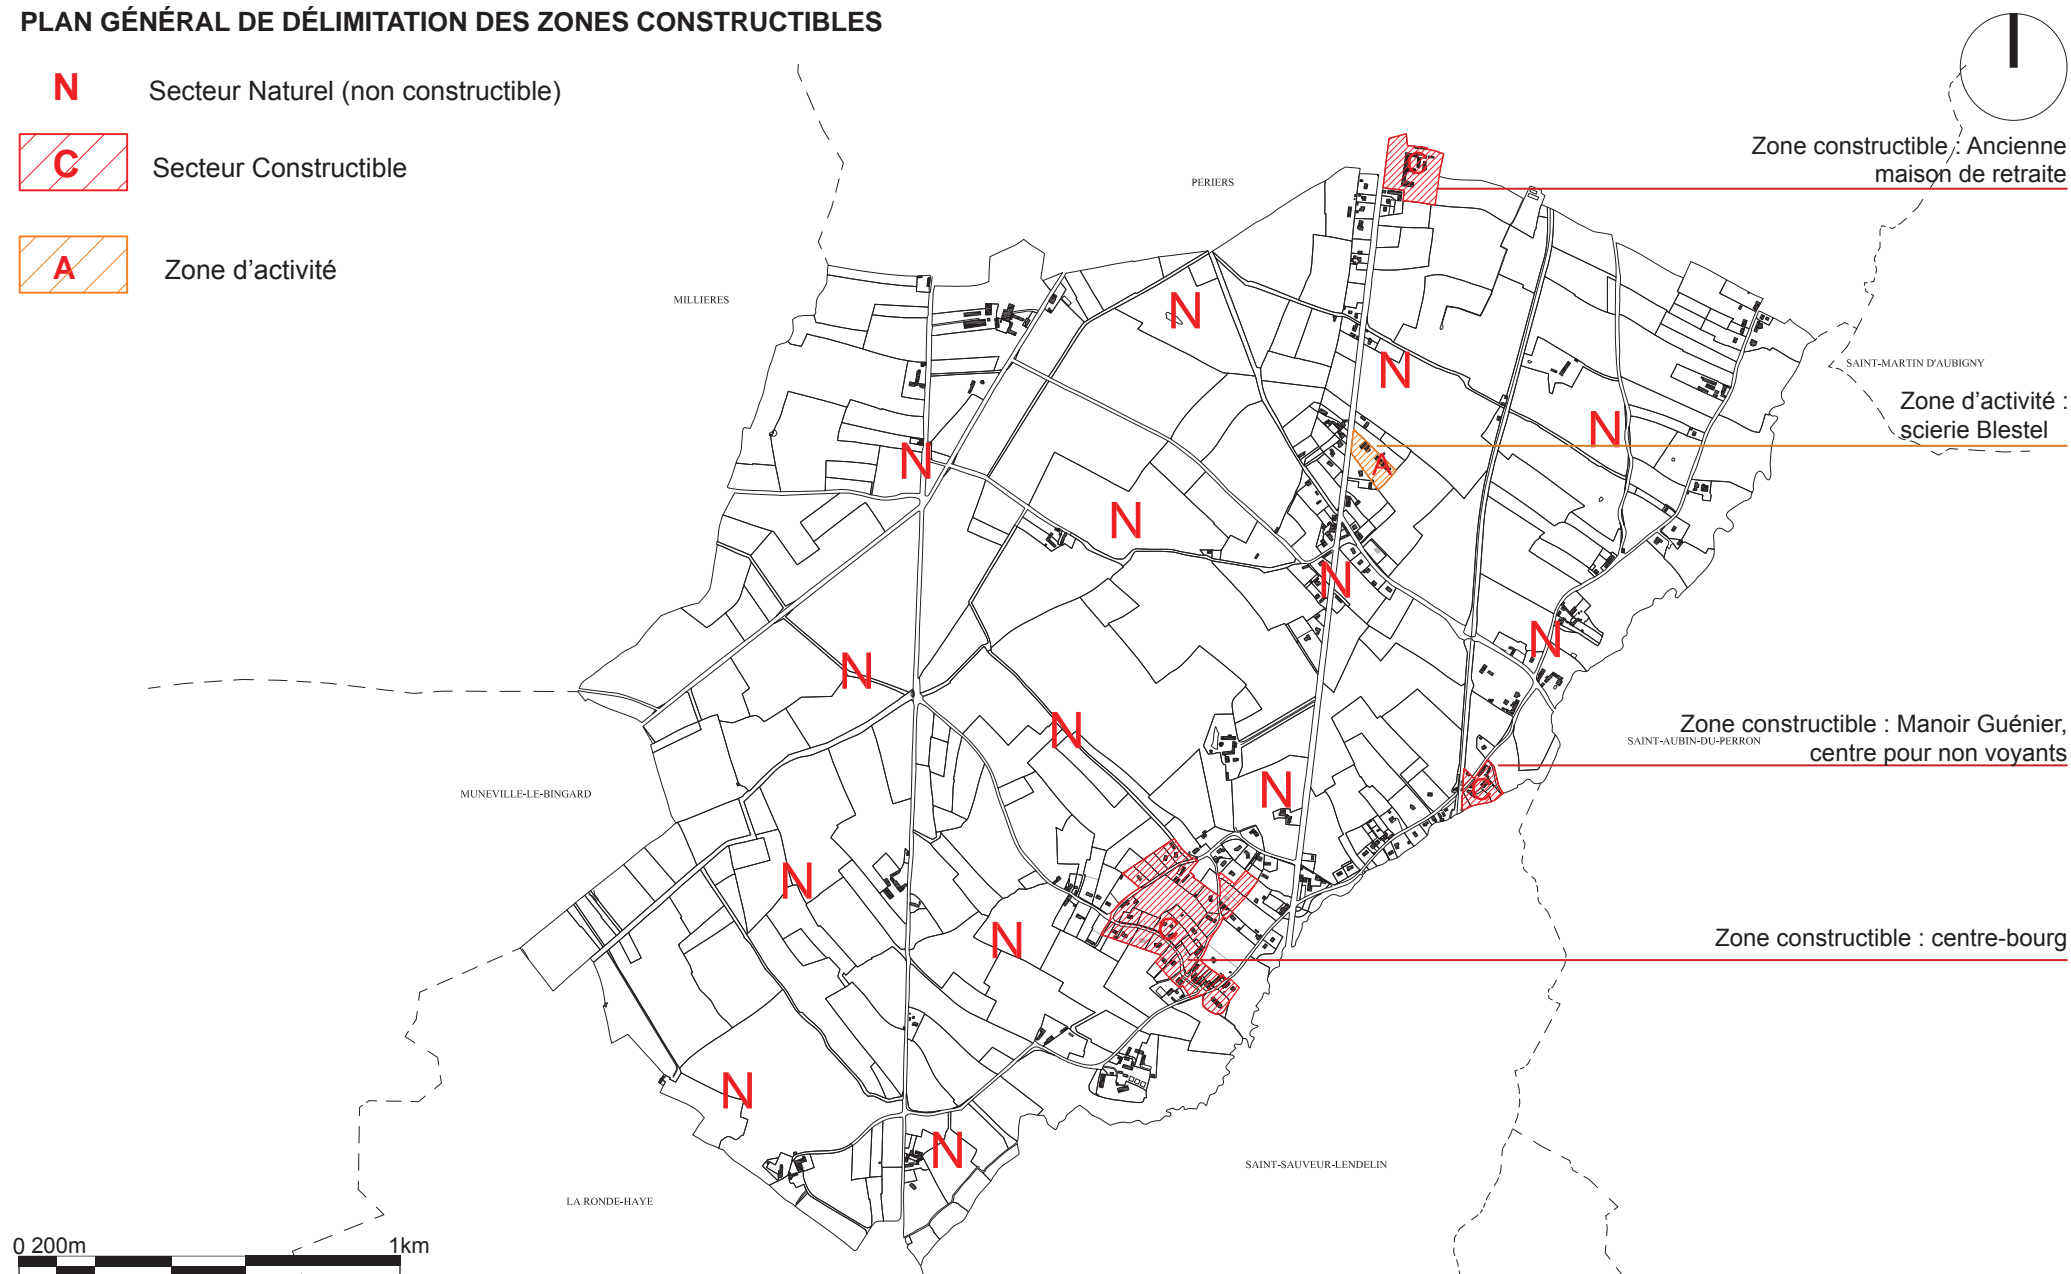 PLAN GÉNÉRAL DE DÉLIMITATION DES ZONES CONSTRUCTIBLES
N Secteur Naturel (non constructible)
C Secteur Constructible
A Zone d'activité
Zone constructible : Ancienne
maison de retraite
C
PERIERS
MILLIERES
N
N
SAINT-MARTIN D'AUBIGNY
Zone d'activité :
scierie Blestel
N
N
A
N
N
N
N
N
Zone constructible : Manoir Guénier,
SAINT-AUBIN-DU-PERRON
centre pour non voyants
N
C
MUNEVILLE-LE-BINGARD
N
C
N
Zone constructible : centre-bourg
N
N
SAINT-SAUVEUR-LENDELIN
LA RONDE-HAYE
0 200m 1km